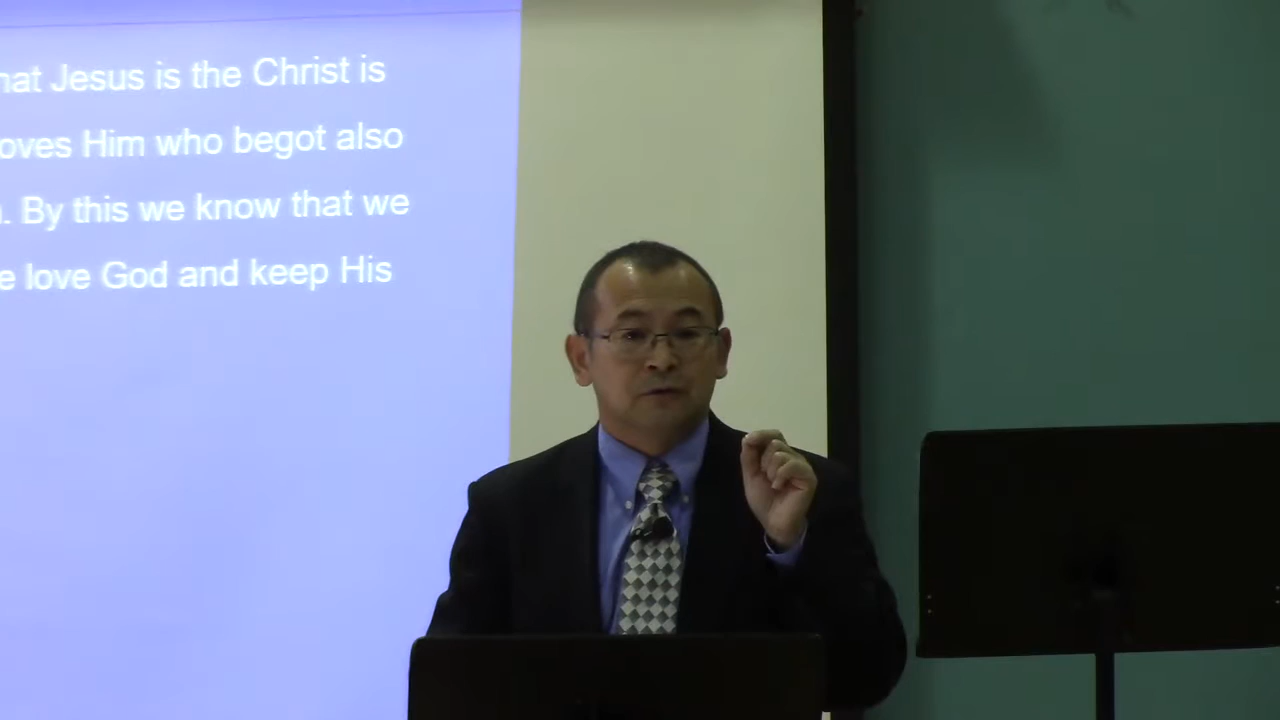 hat Jesus is the Christ is
oves Him who begot also
. By this we know that we
e love God and keep His